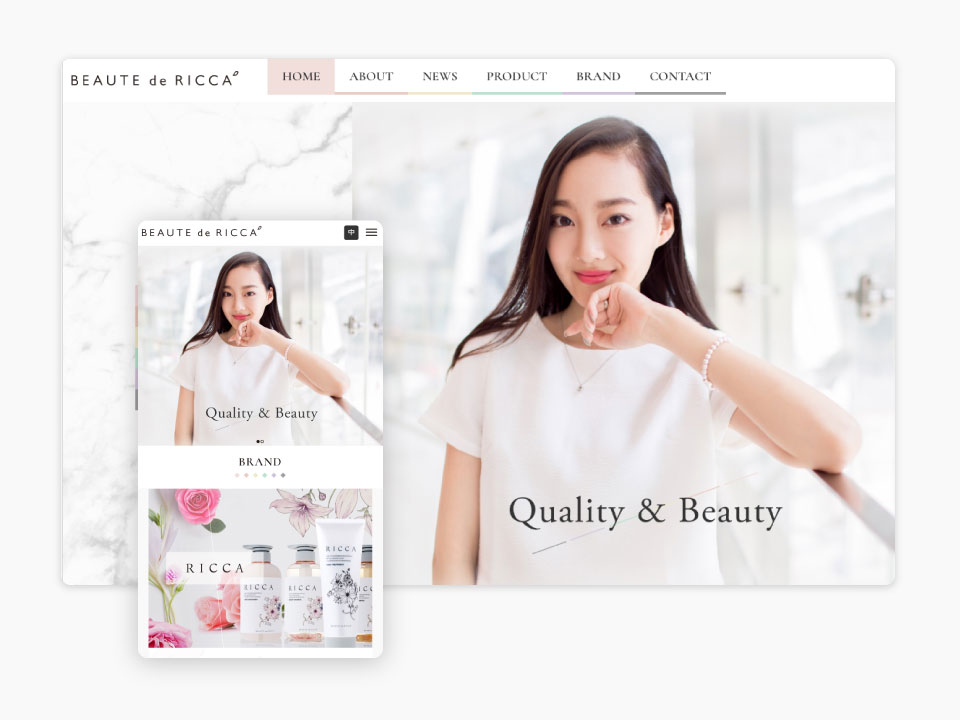 BEAUTE de RICCA
HOME ABOUT NEWS PRODUCT BRAND CONTACT
Quality & Beauty
BEAUTE de RICCA 中
Quality & Beauty
BRAND
RICCA
RICCA
RICCA
RICCA